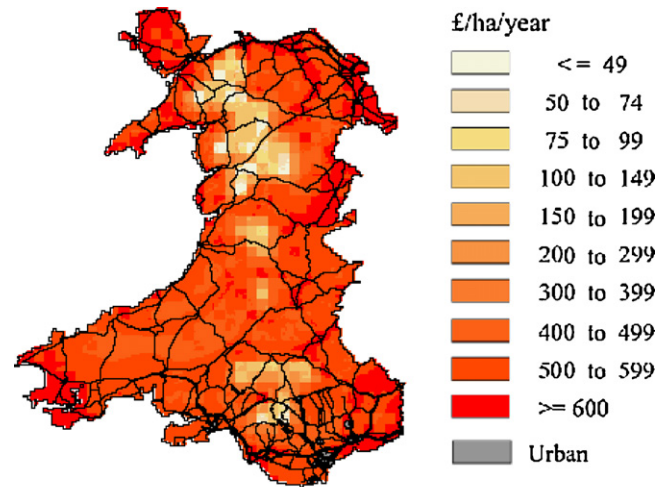 £/ha/year
<= 49
50 to 74
75 to 99
100 to 149
150 to 199
200 to 299
300 to 399
400 to 499
500 to 599
>= 600
Urban